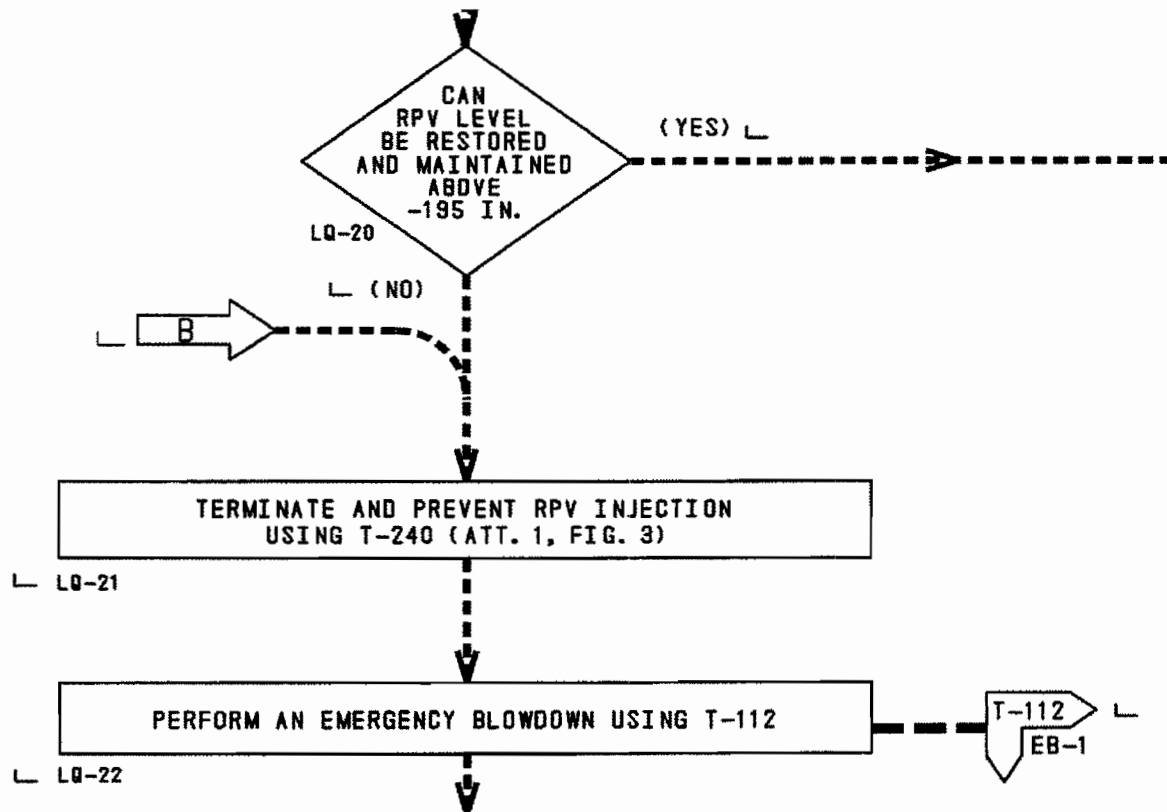 CAN
RPV LEVEL
BE RESTORED
AND MAINTAINED
ABOVE
-195 IN.
(YES)
LQ-20
(NO)
B
TERMINATE AND PREVENT RPV INJECTION
USING T-240 (ATT. 1, FIG. 3)
LQ-21
PERFORM AN EMERGENCY BLOWDOWN USING T-112
T-112
EB-1
LQ-22